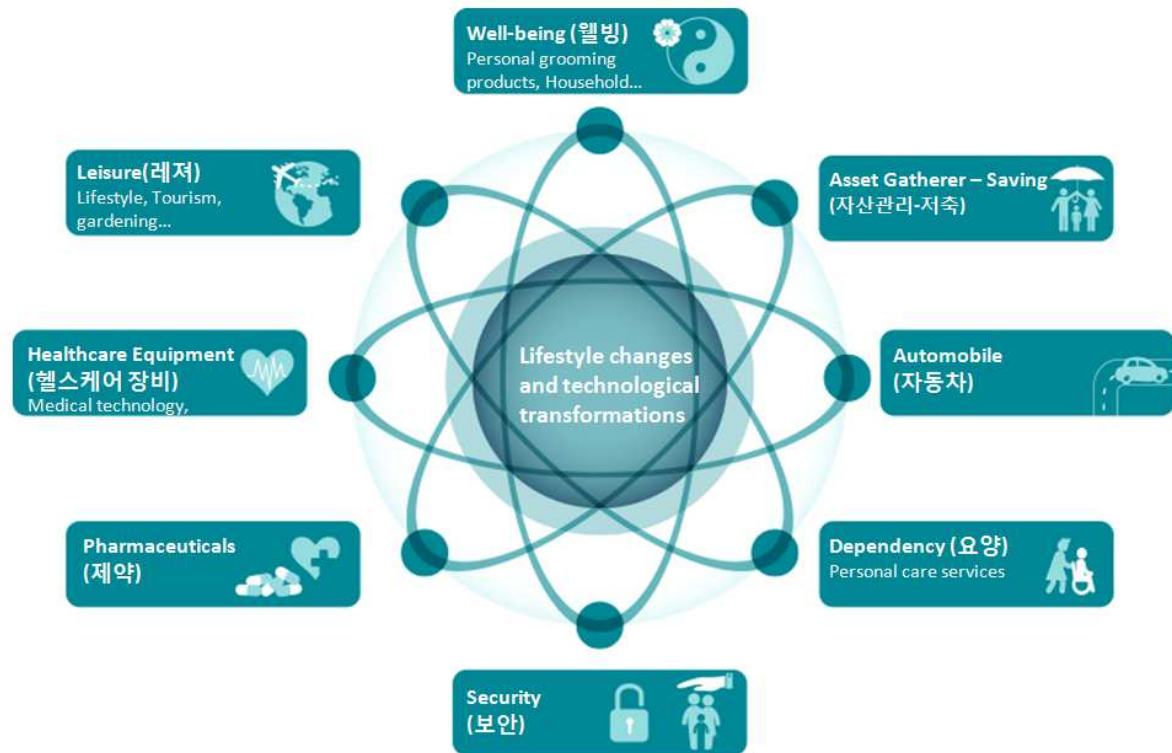 Well-being (웰빙)
Personal grooming
products, Household...
Leisure(레져)
Lifestyle, Tourism,
gardening...
Asset Gatherer – Saving
(자산관리-저축)
Healthcare Equipment
(헬스케어 장비)
Medical technology,
Lifestyle changes
and technological
transformations
Automobile
(자동차)
Pharmaceuticals
(제약)
Dependency (요양)
Personal care services
Security
(보안)